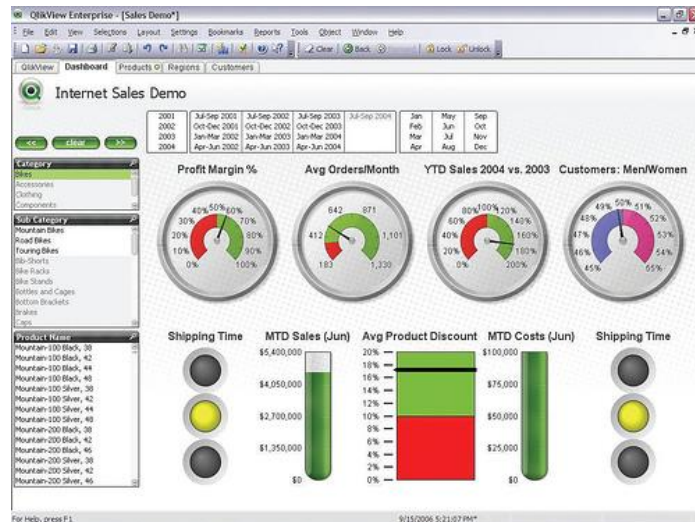 QlikView Enterprise - [Sales Demo*]
File Edit View Selections Layout Settings Bookmarks Reports Tools Object Window Help
Clear Back Lock Unlock
QlikView Dashboard Products Regions Customers
Internet Sales Demo
2001 Jul-Sep 2001 Jul-Sep 2002 Jul-Sep 2003 Jul-Sep 2004 Jan May Sep
2002 Oct-Dec 2001 Oct-Dec 2002 Oct-Dec 2003 Feb Jun Oct
2003 Jan-Mar 2002 Jan-Mar 2003 Jan-Mar 2004 Mar Jul Nov
2004 Apr-Jun 2002 Apr-Jun 2003 Apr-Jun 2004 Apr Aug Dec
<< clear >>
Category
Bikes
Accessories
Clothing
Components
Sub Category
Mountain Bikes
Road Bikes
Touring Bikes
Bib-Shorts
Bike Racks
Bike Stands
Bottles and Cages
Bottom Brackets
Brakes
Caps
Product Name
Mountain-100 Black, 38
Mountain-100 Black, 42
Mountain-100 Black, 44
Mountain-100 Black, 48
Mountain-100 Silver, 38
Mountain-100 Silver, 42
Mountain-100 Silver, 44
Mountain-100 Silver, 48
Mountain-200 Black, 38
Mountain-200 Black, 42
Mountain-200 Black, 46
Mountain-200 Silver, 38
Mountain-200 Silver, 42
Mountain-200 Silver, 46
Profit Margin %
0% 10% 20% 30% 40% 50% 60% 70% 80% 90% 100%
Avg Orders/Month
183 412 642 871 1,101 1,330
YTD Sales 2004 vs. 2003
0% 20% 40% 60% 80% 100% 120% 140% 160% 180% 200%
Customers: Men/Women
45% 46% 47% 48% 49% 50% 51% 52% 53% 54% 55%
Shipping Time
MTD Sales (Jun)
$5,400,000
$4,050,000
$2,700,000
$1,350,000
$0
Avg Product Discount
20%
18%
16%
14%
12%
10%
8%
6%
4%
2%
0%
MTD Costs (Jun)
$100,000
$75,000
$50,000
$25,000
$0
Shipping Time
For Help, press F1
9/15/2006 5:21:07 PM*